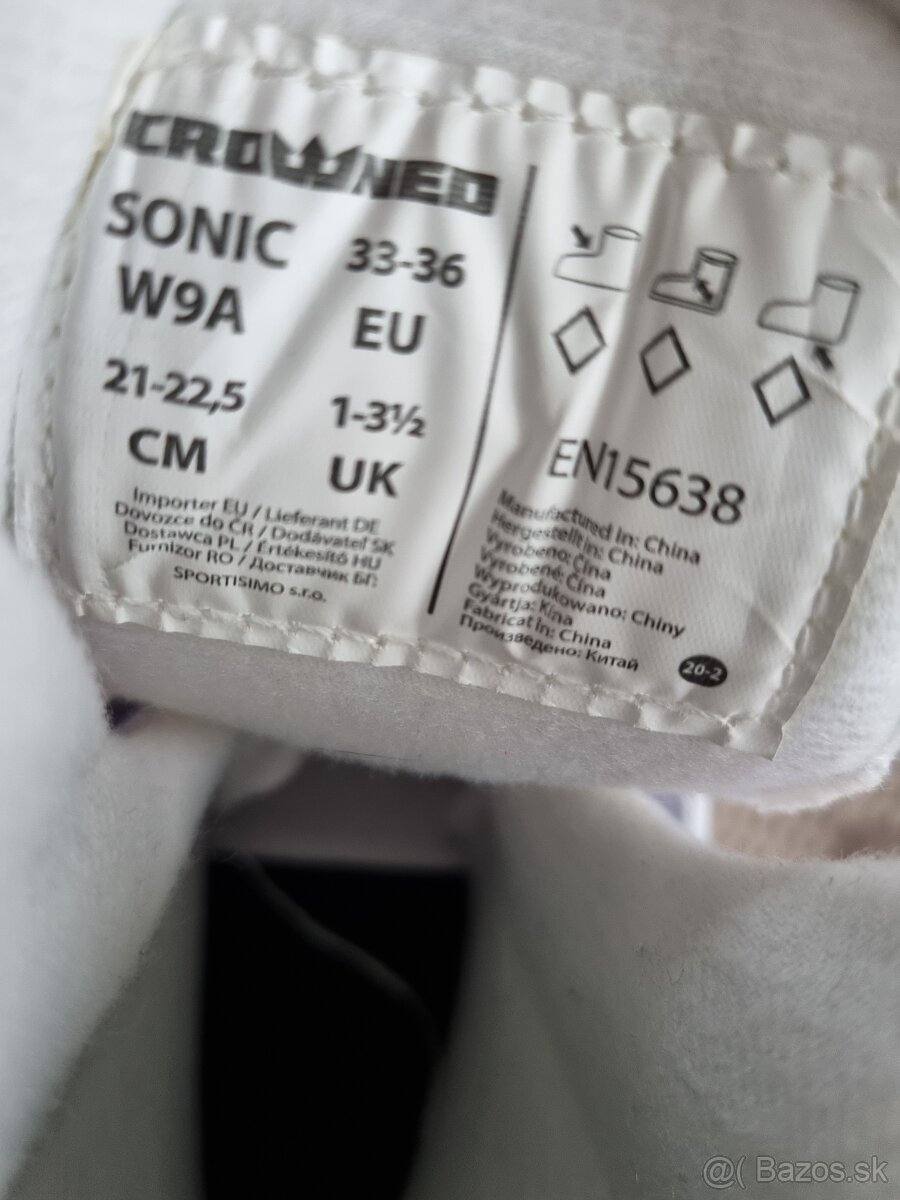 CROWNED
SONIC
W9A
33-36
EU
21-22,5
CM
1-3½
UK
Importer EU / Lieferant DE
Dovozce do ČR / Dodávateľ SK
Dostawca PL / Értékesítő HU
Furnizor RO / Доставчик БГ:
SPORTISIMO s.r.o.
EN15638
Manufactured In: China
Hergestellt in: China
Vyrobeno: Čína
Vyrobené: Čína
Wyprodukowano: Chiny
Gyártja: Kína
Fabricat în: China
Произведено: Китай
20-2
@( Bazos.sk